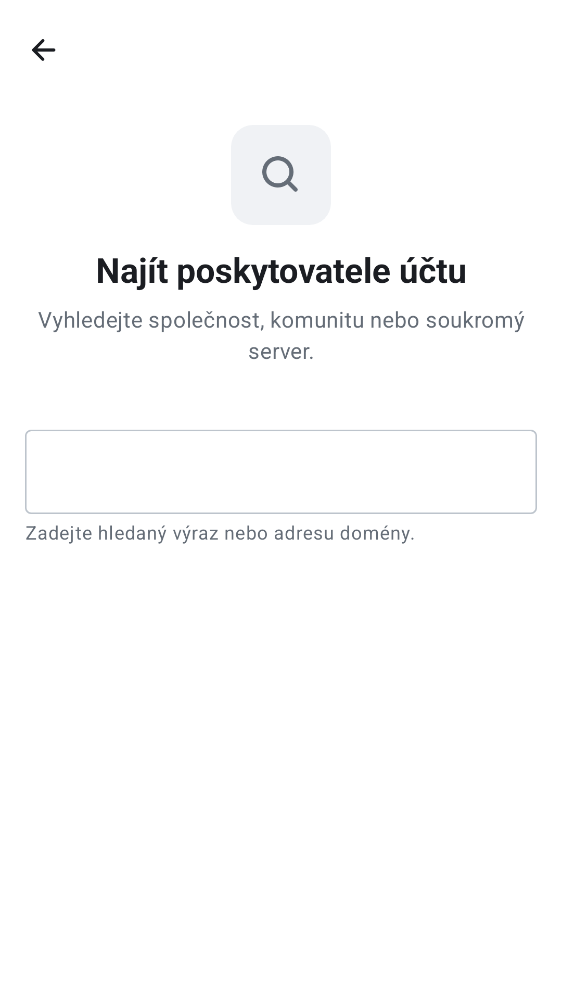 Najít poskytovatele účtu
Vyhledejte společnost, komunitu nebo soukromý
server.
Zadejte hledaný výraz nebo adresu domény.